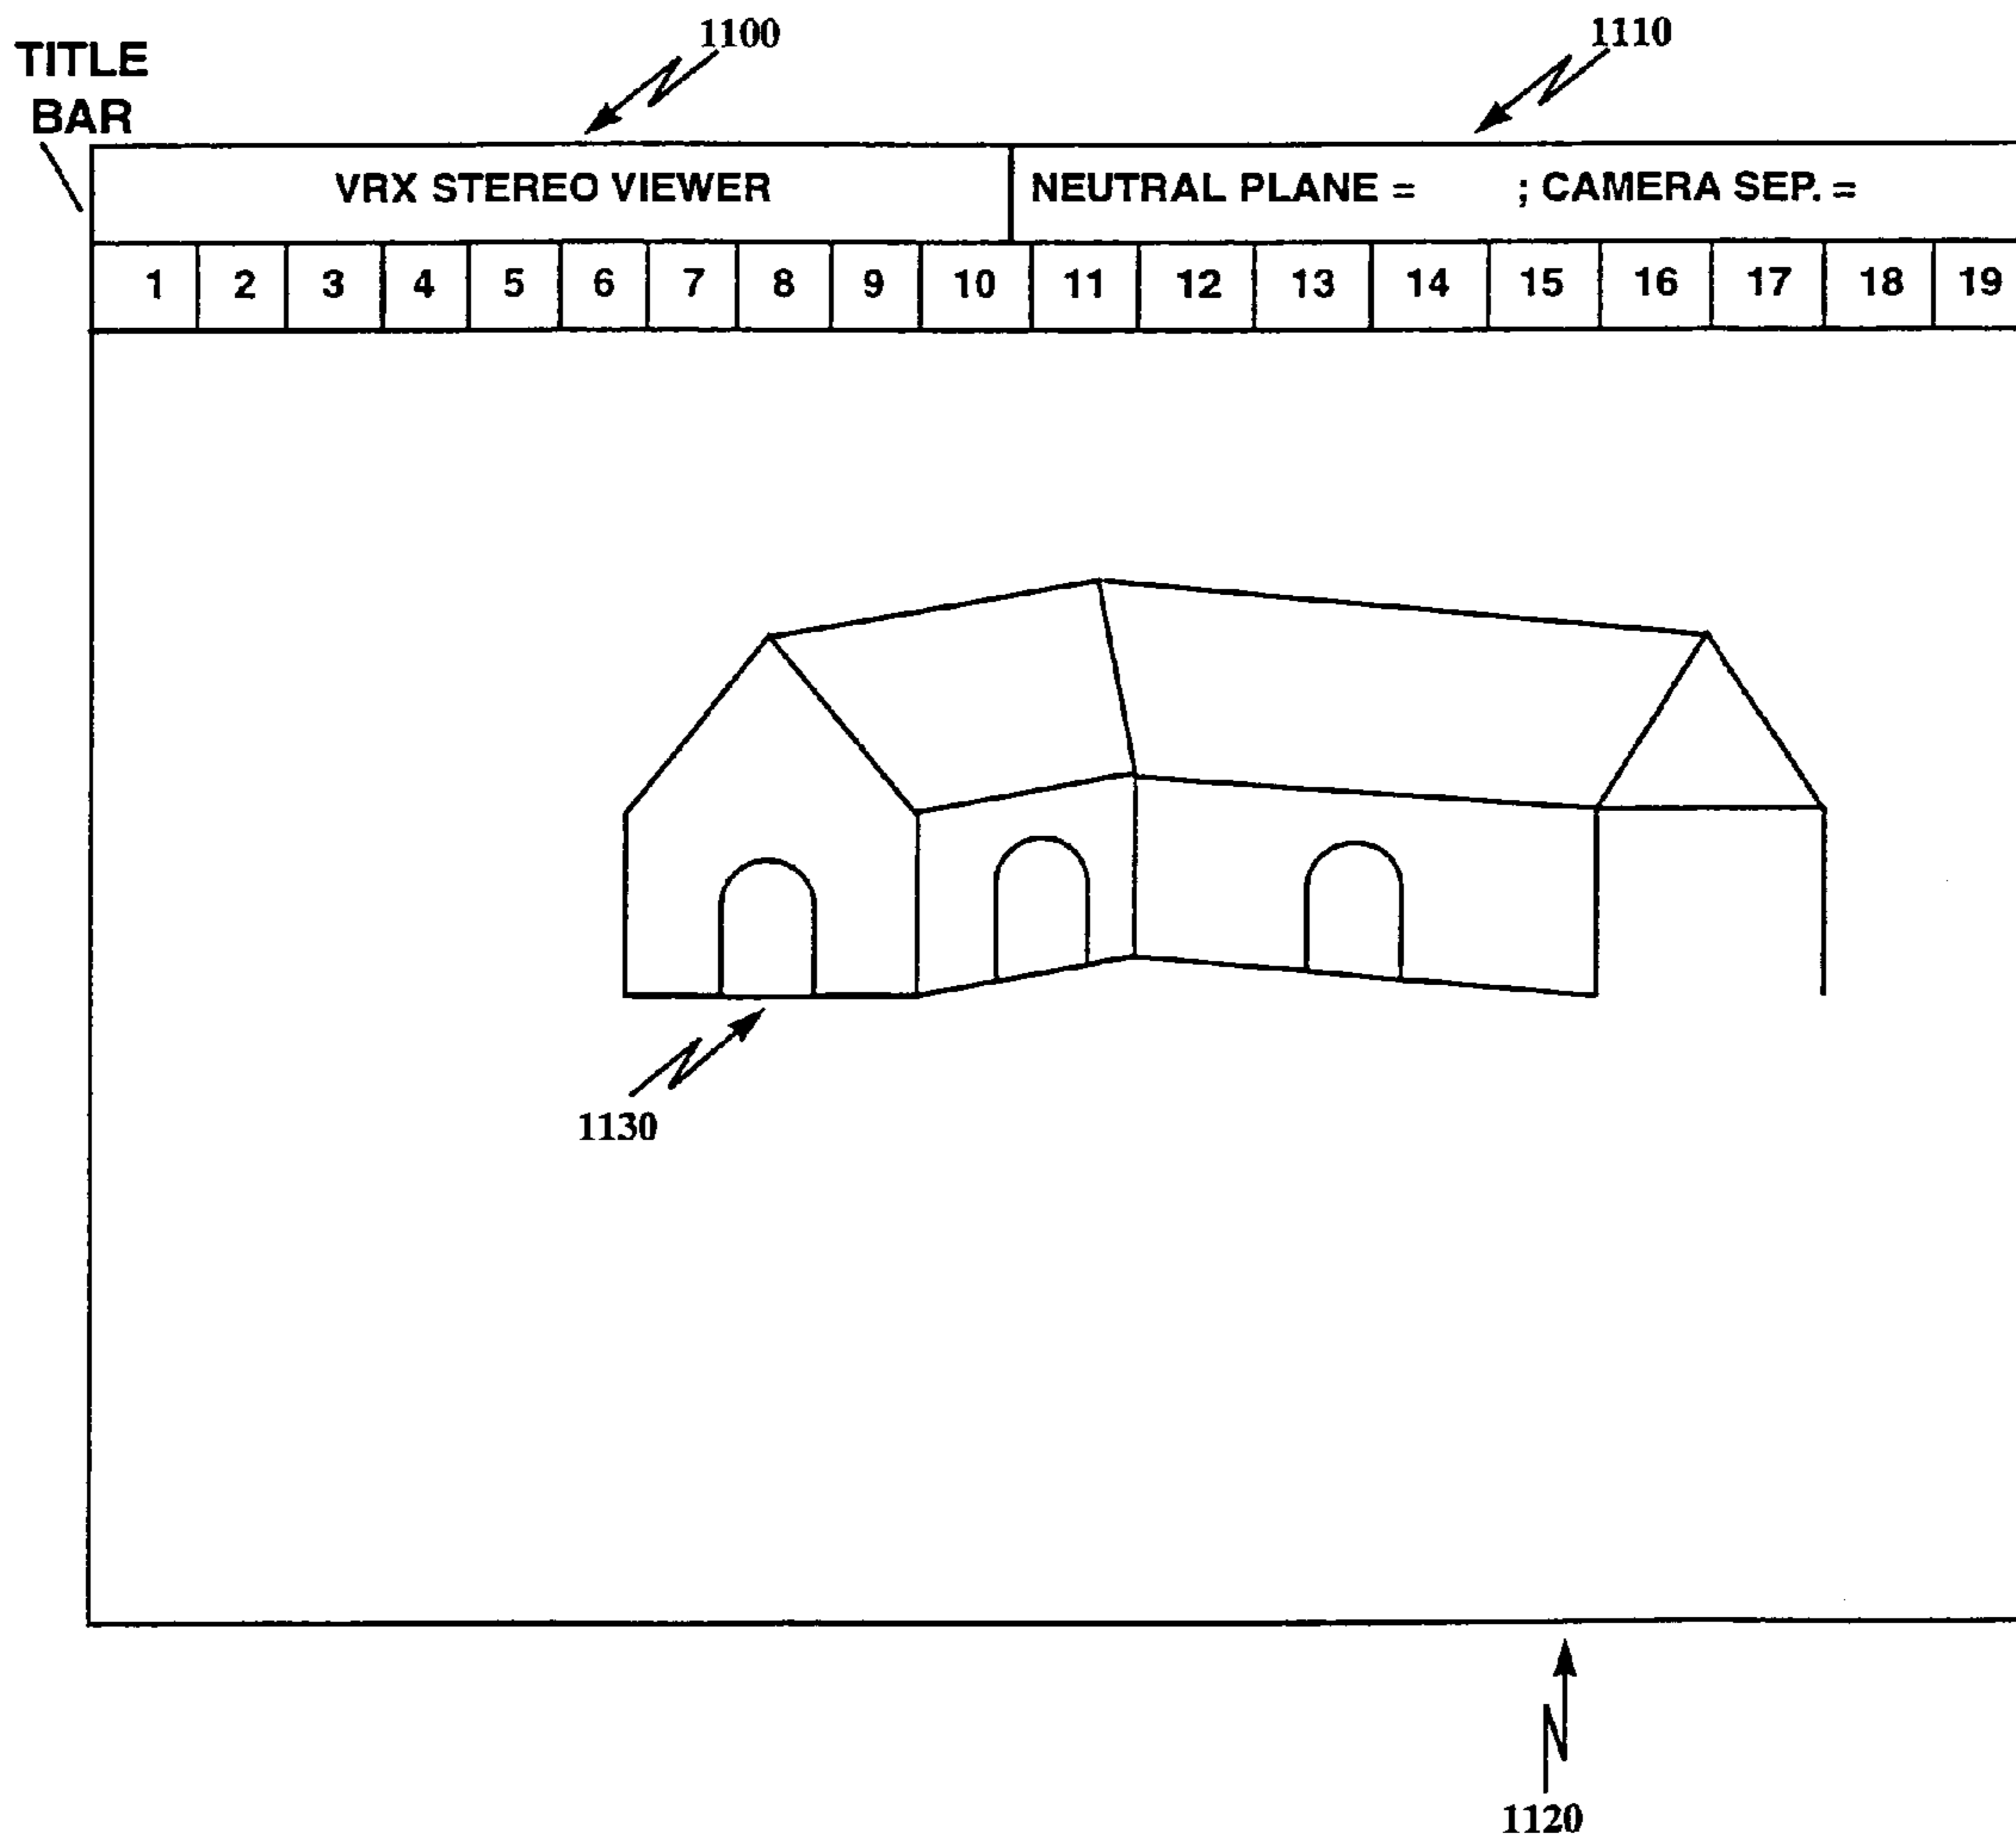 1100
1110
TITLE
BAR
VRX STEREO VIEWER
NEUTRAL PLANE = ; CAMERA SEP. =
1 2 3 4 5 6 7 8 9 10 11 12 13 14 15 16 17 18 19
1130
1120